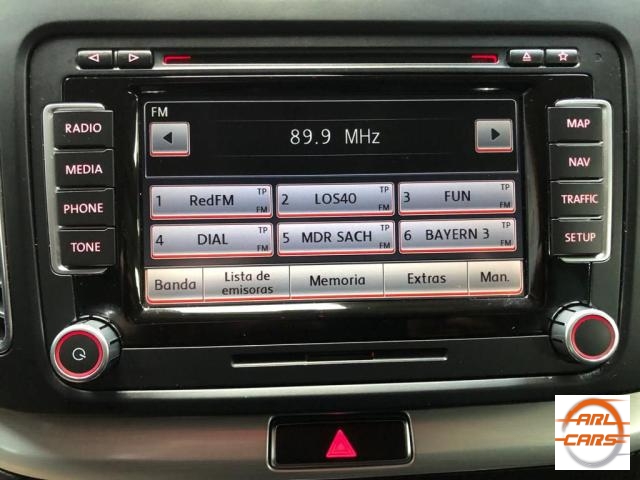 FM
89.9 MHz
RADIO
MEDIA
PHONE
TONE
MAP
NAV
TRAFFIC
SETUP
1 RedFM TP FM
2 LOS40 TP FM
3 FUN TP FM
4 DIAL TP FM
5 MDR SACH TP FM
6 BAYERN 3 TP FM
Banda
Lista de
emisoras
Memoria
Extras
Man.
ARL
CARS